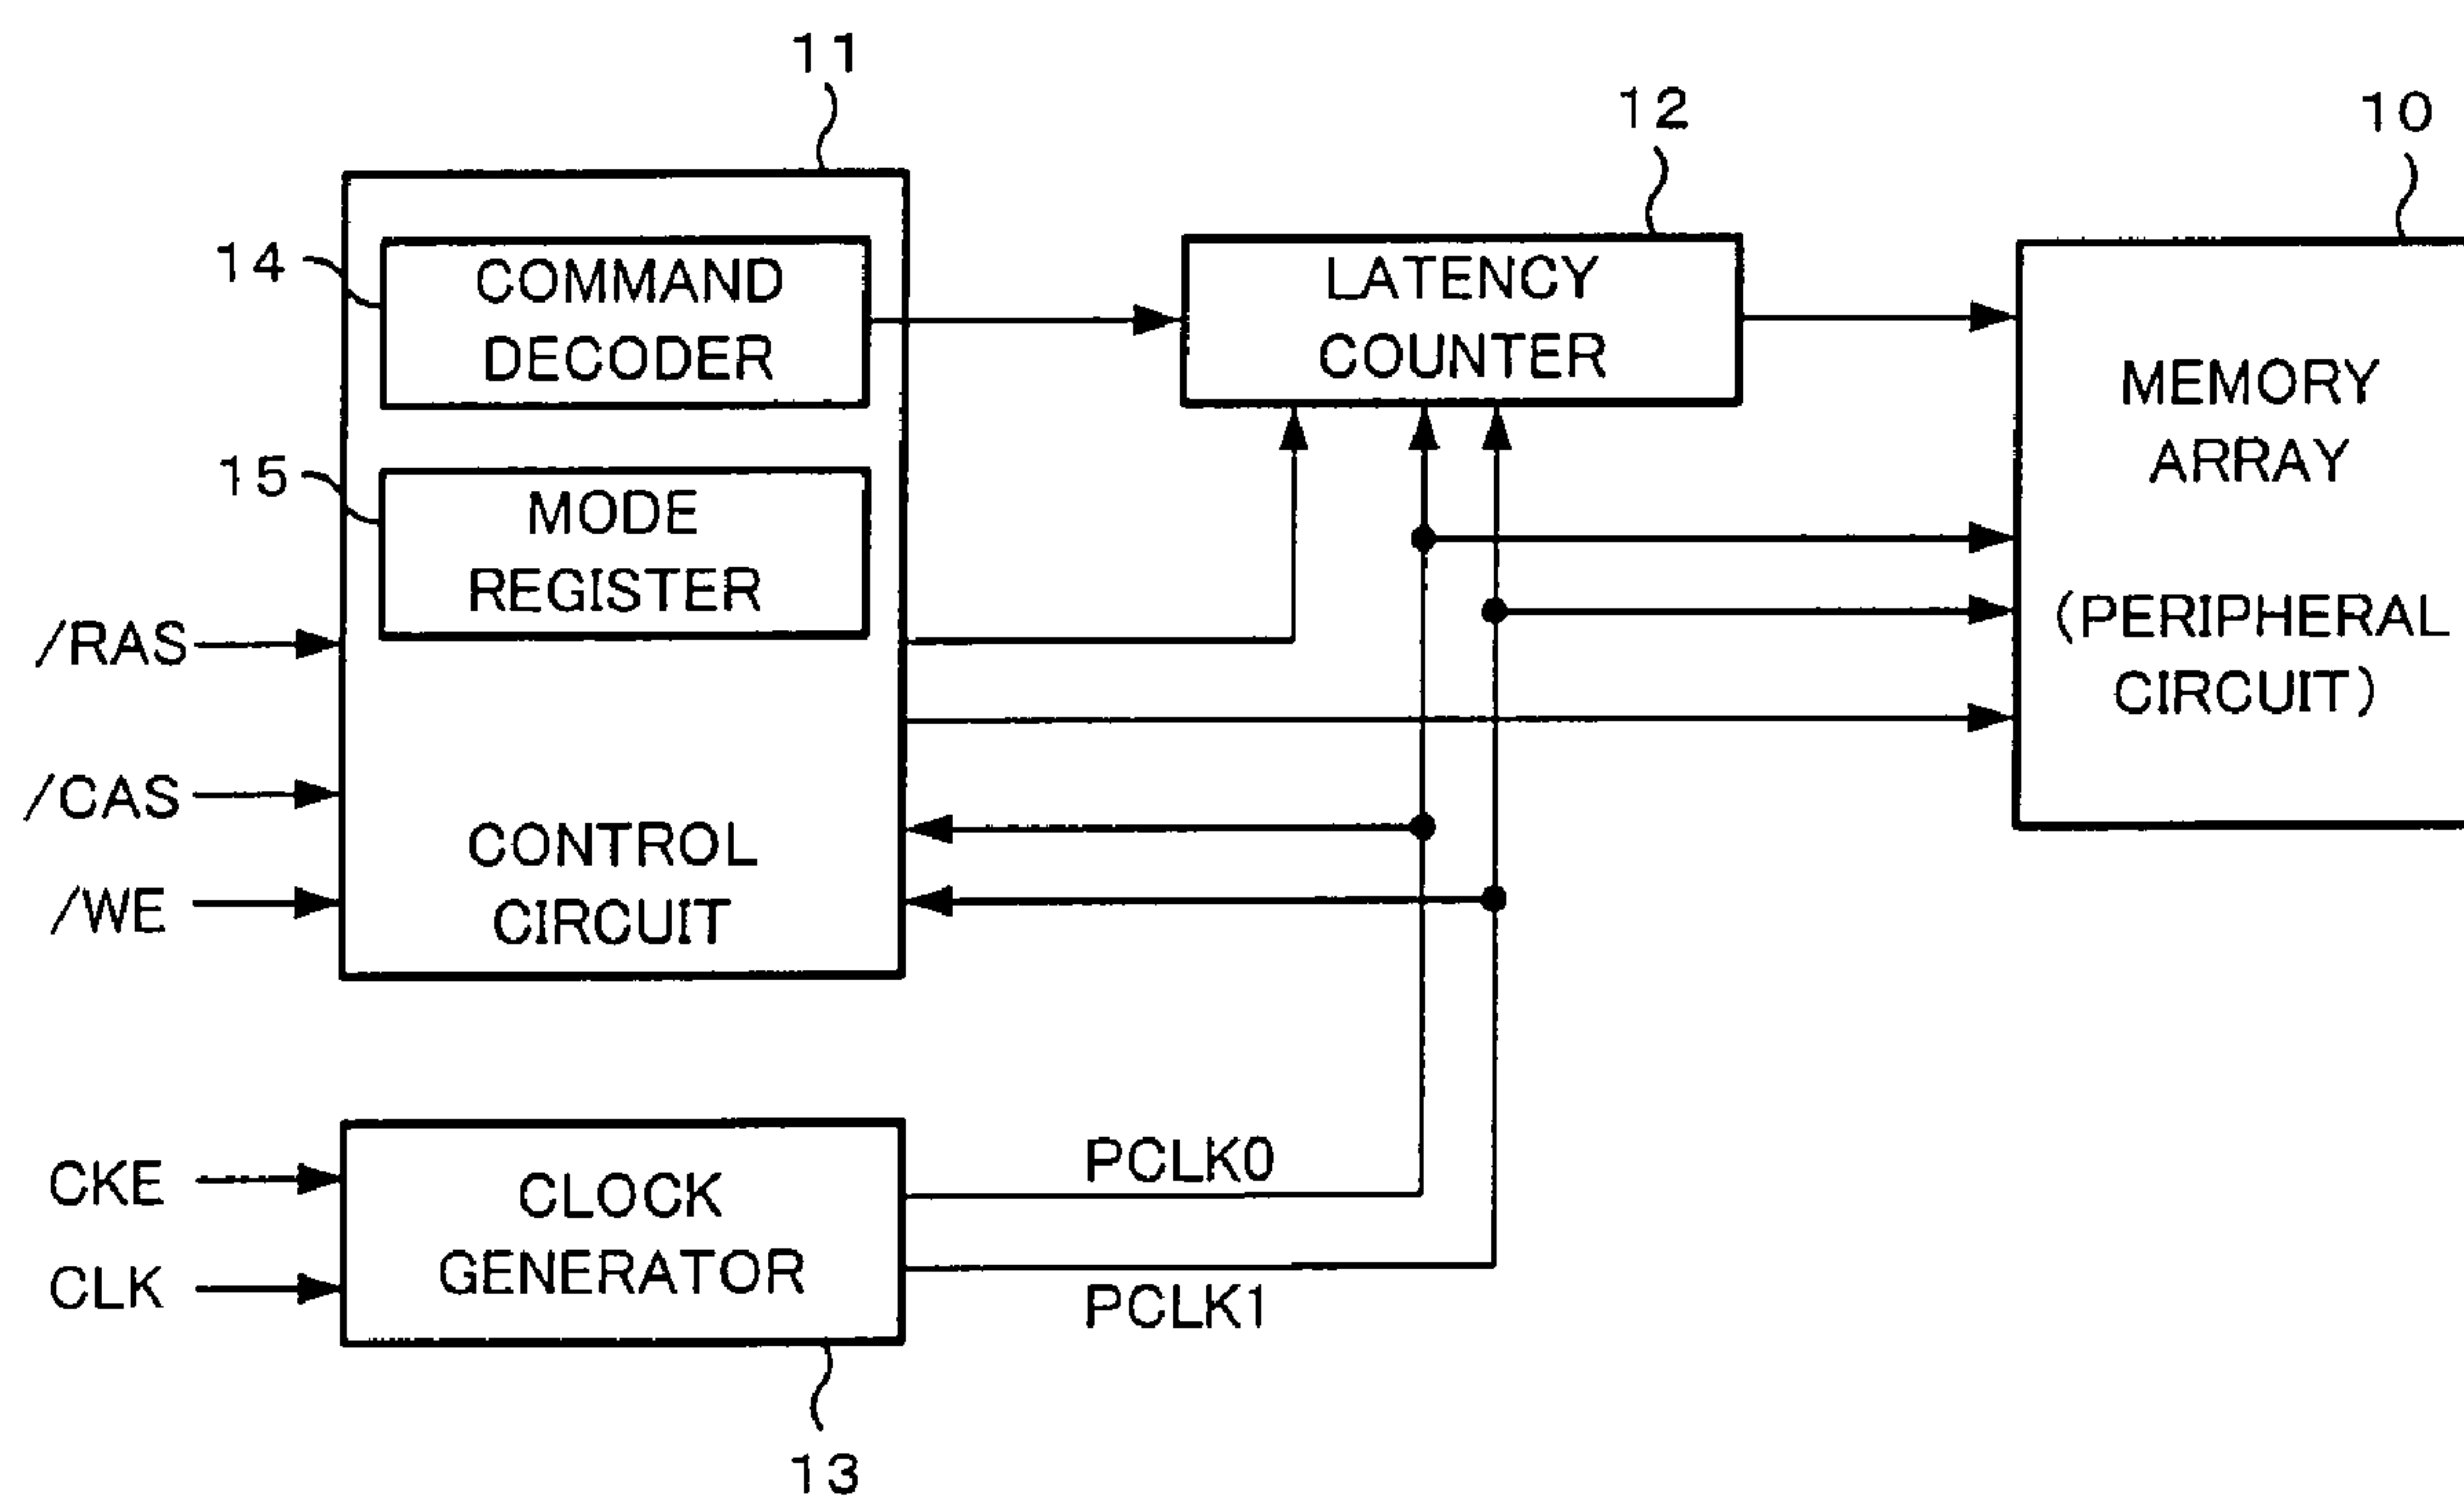 11
12
10
14
COMMAND
DECODER
LATENCY
COUNTER
MEMORY
ARRAY
15
MODE
REGISTER
(PERIPHERAL
CIRCUIT)
/RAS
/CAS
/WE
CONTROL
CIRCUIT
CKE
CLK
CLOCK
GENERATOR
PCLK0
PCLK1
13